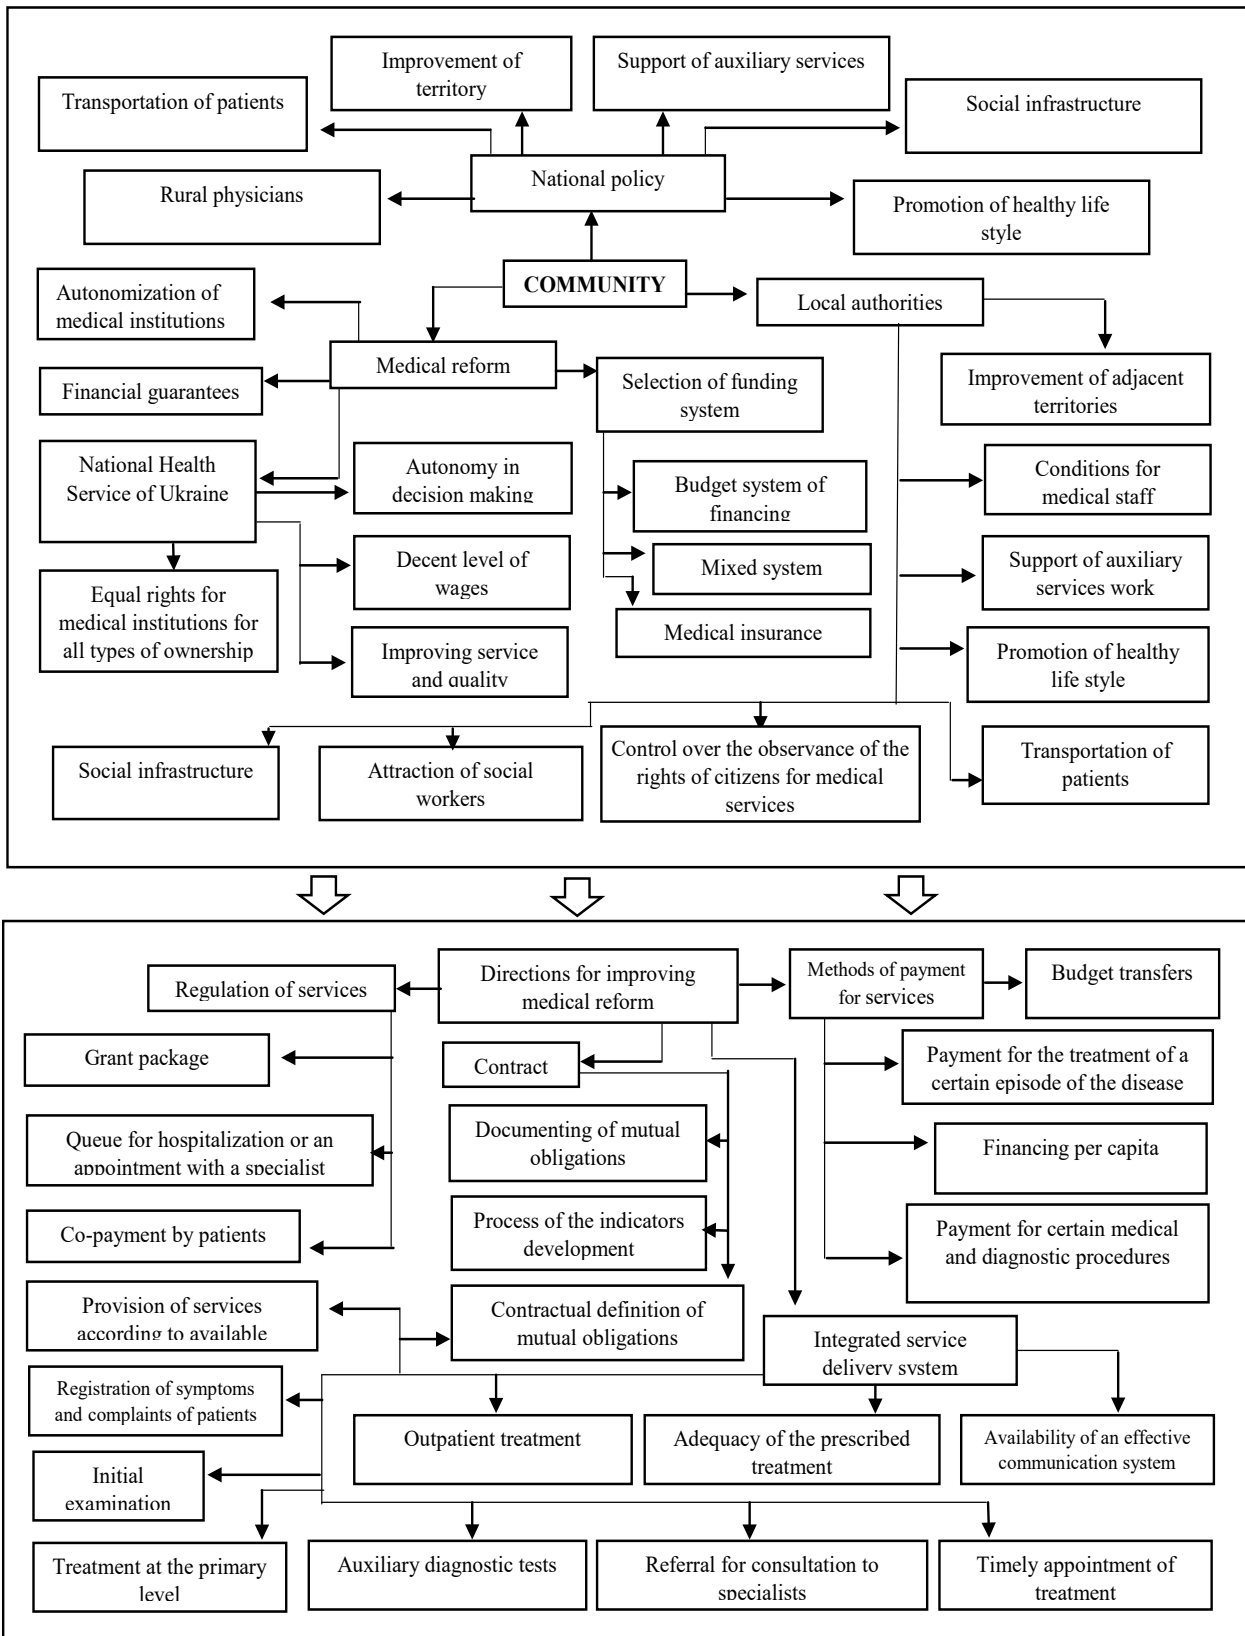 Improvement of
territory
Support of auxiliary services
Transportation of patients
Social infrastructure
National policy
Rural physicians
Promotion of healthy life
style
COMMUNITY
Autonomization of
medical institutions
Local authorities
Medical reform
Financial guarantees
Selection of funding
system
Improvement of adjacent
territories
National Health
Service of Ukraine
Autonomy in
decision making
Budget system of
financing
Conditions for
medical staff
Decent level of
wages
Mixed system
Support of auxiliary
services work
Equal rights for
medical institutions for
all types of ownership
Medical insurance
Improving service
and quality
Promotion of healthy
life style
Social infrastructure
Attraction of social
workers
Control over the observance of the
rights of citizens for medical
services
Transportation of
patients
Regulation of services
Directions for improving
medical reform
Methods of payment
for services
Budget transfers
Grant package
Contract
Payment for the treatment of a
certain episode of the disease
Queue for hospitalization or an
appointment with a specialist
Documenting of mutual
obligations
Financing per capita
Co-payment by patients
Process of the indicators
development
Payment for certain medical
and diagnostic procedures
Provision of services
according to available
Contractual definition of
mutual obligations
Integrated service
delivery system
Registration of symptoms
and complaints of patients
Outpatient treatment
Adequacy of the prescribed
treatment
Availability of an effective
communication system
Initial
examination
Treatment at the primary
level
Auxiliary diagnostic tests
Referral for consultation to
specialists
Timely appointment of
treatment